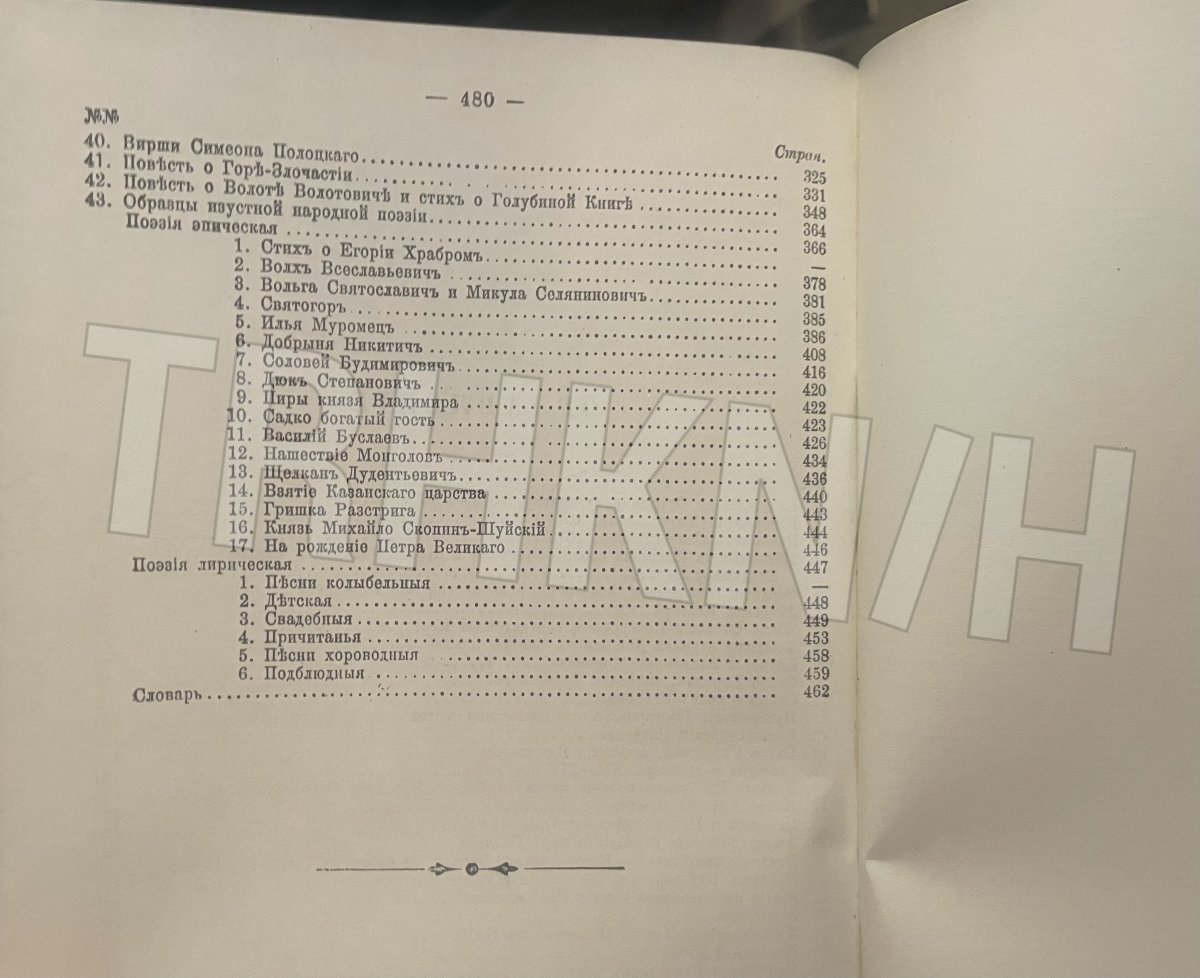 — 480 —
№№
Стран.
40. Вирши Симеона Полоцкаго........ 325
41. Повѣсть о Горѣ-Злочастіи........ 331
42. Повѣсть о Волотѣ Волотовичѣ и стихъ о Голубиной Книгѣ........ 348
43. Образцы изустной народной поэзіи........ 364
Поэзія эпическая........ 366
1. Стихъ о Егоріи Храбромъ........ —
2. Волхъ Всеславьевичъ........ 378
3. Вольга Святославичъ и Микула Селяниновичъ........ 381
4. Святогоръ........ 385
5. Илья Муромецъ........ 386
6. Добрыня Никитичъ........ 408
7. Соловей Будимировичъ........ 416
8. Дюкъ Степановичъ........ 420
9. Пиры князя Владимира........ 422
10. Садко богатый гость........ 423
11. Василій Буслаевъ........ 426
12. Нашествіе Монголовъ........ 434
13. Щелканъ Дудентьевичъ........ 436
14. Взятіе Казанскаго царства........ 440
15. Гришка Разстрига........ 443
16. Князь Михайло Скопинъ-Шуйскій........ 444
17. На рожденіе Петра Великаго........ 446
Поэзія лирическая........ 447
1. Пѣсни колыбельныя........ —
2. Дѣтская........ 448
3. Свадебныя........ 449
4. Причитанья........ 453
5. Пѣсни хороводныя........ 458
6. Подблюдныя........ 459
Словарь........ 462